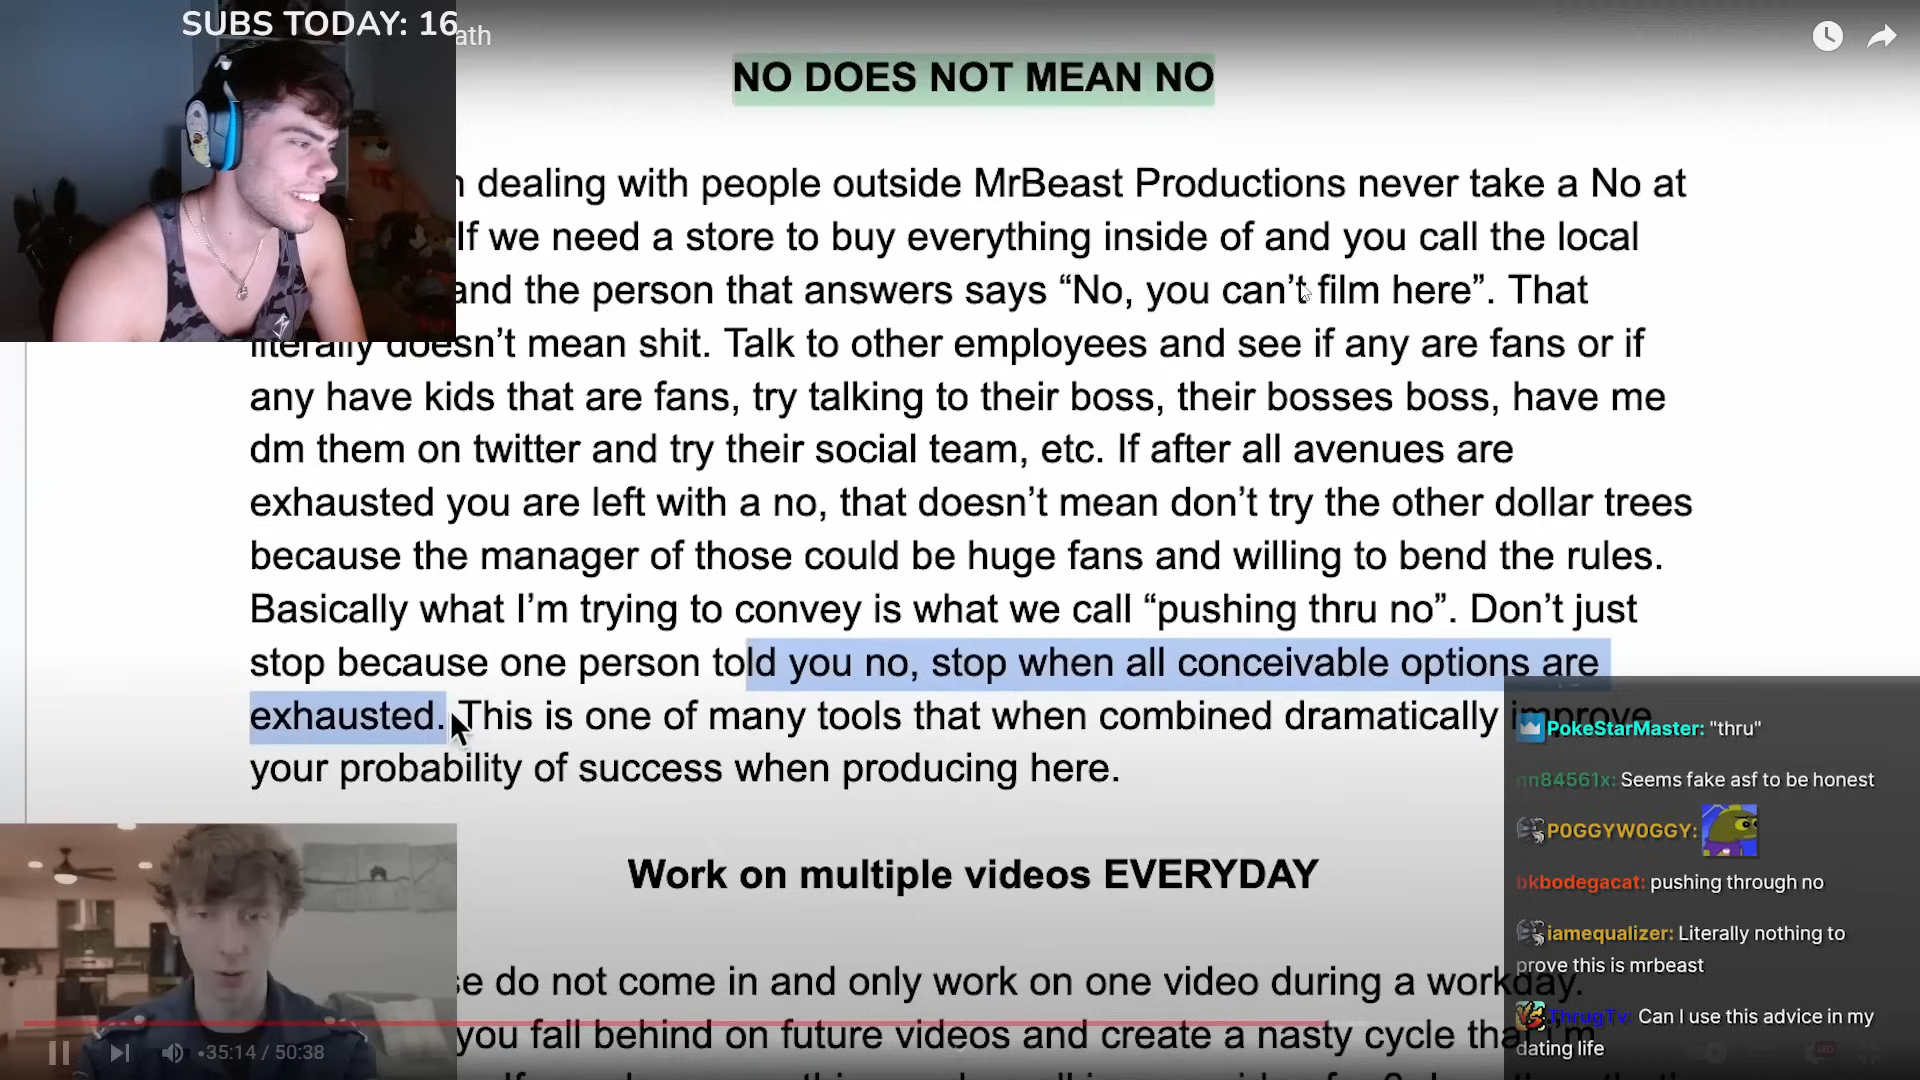 SUBS TODAY: 16
ath
NO DOES NOT MEAN NO
dealing with people outside MrBeast Productions never take a No at
If we need a store to buy everything inside of and you call the local
and the person that answers says “No, you can’t film here”. That
literally doesn’t mean shit. Talk to other employees and see if any are fans or if
any have kids that are fans, try talking to their boss, their bosses boss, have me
dm them on twitter and try their social team, etc. If after all avenues are
exhausted you are left with a no, that doesn’t mean don’t try the other dollar trees
because the manager of those could be huge fans and willing to bend the rules.
Basically what I’m trying to convey is what we call “pushing thru no”. Don’t just
stop because one person told you no, stop when all conceivable options are
exhausted. This is one of many tools that when combined dramatically improve
your probability of success when producing here.
Work on multiple videos EVERYDAY
se do not come in and only work on one video during a workday.
you fall behind on future videos and create a nasty cycle that I’m
35:14 / 50:38
PokeStarMaster: "thru"
nn84561x: Seems fake asf to be honest
P0GGYW0GGY:
bkbodegacat: pushing through no
iamequalizer: Literally nothing to
prove this is mrbeast
ThrugTv: Can I use this advice in my
dating life